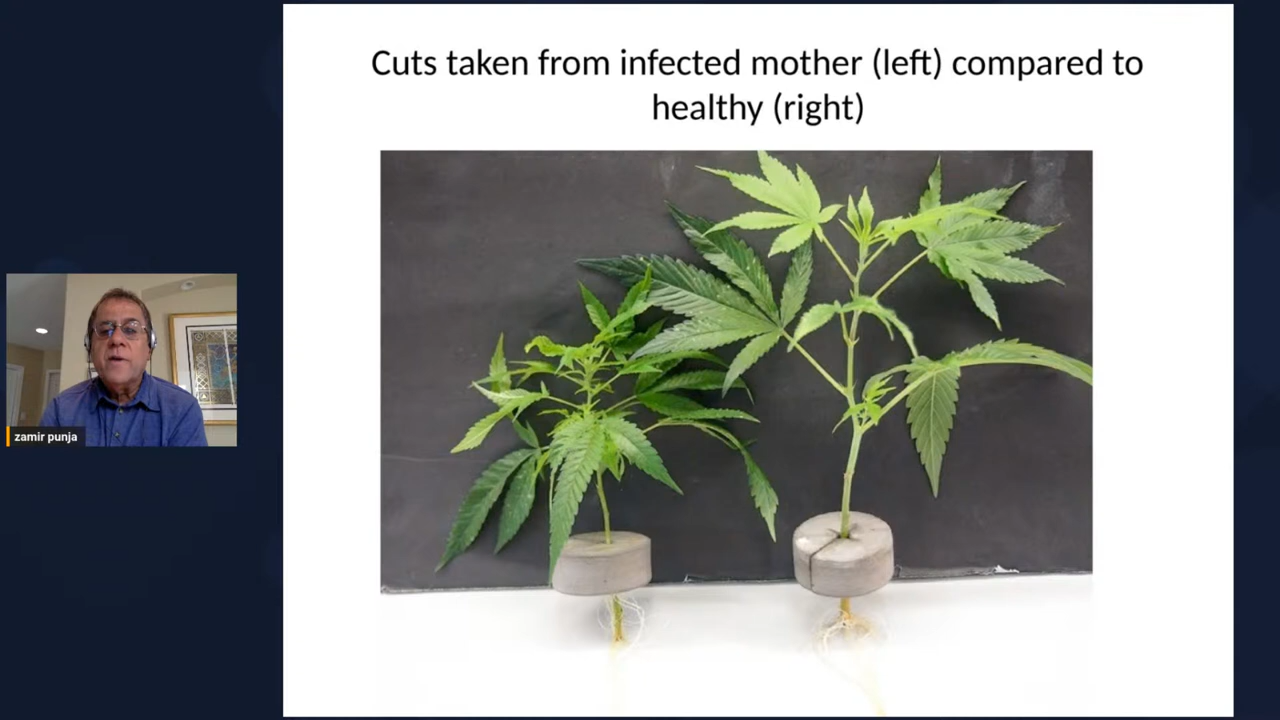 Cuts taken from infected mother (left) compared to
healthy (right)
zamir punja